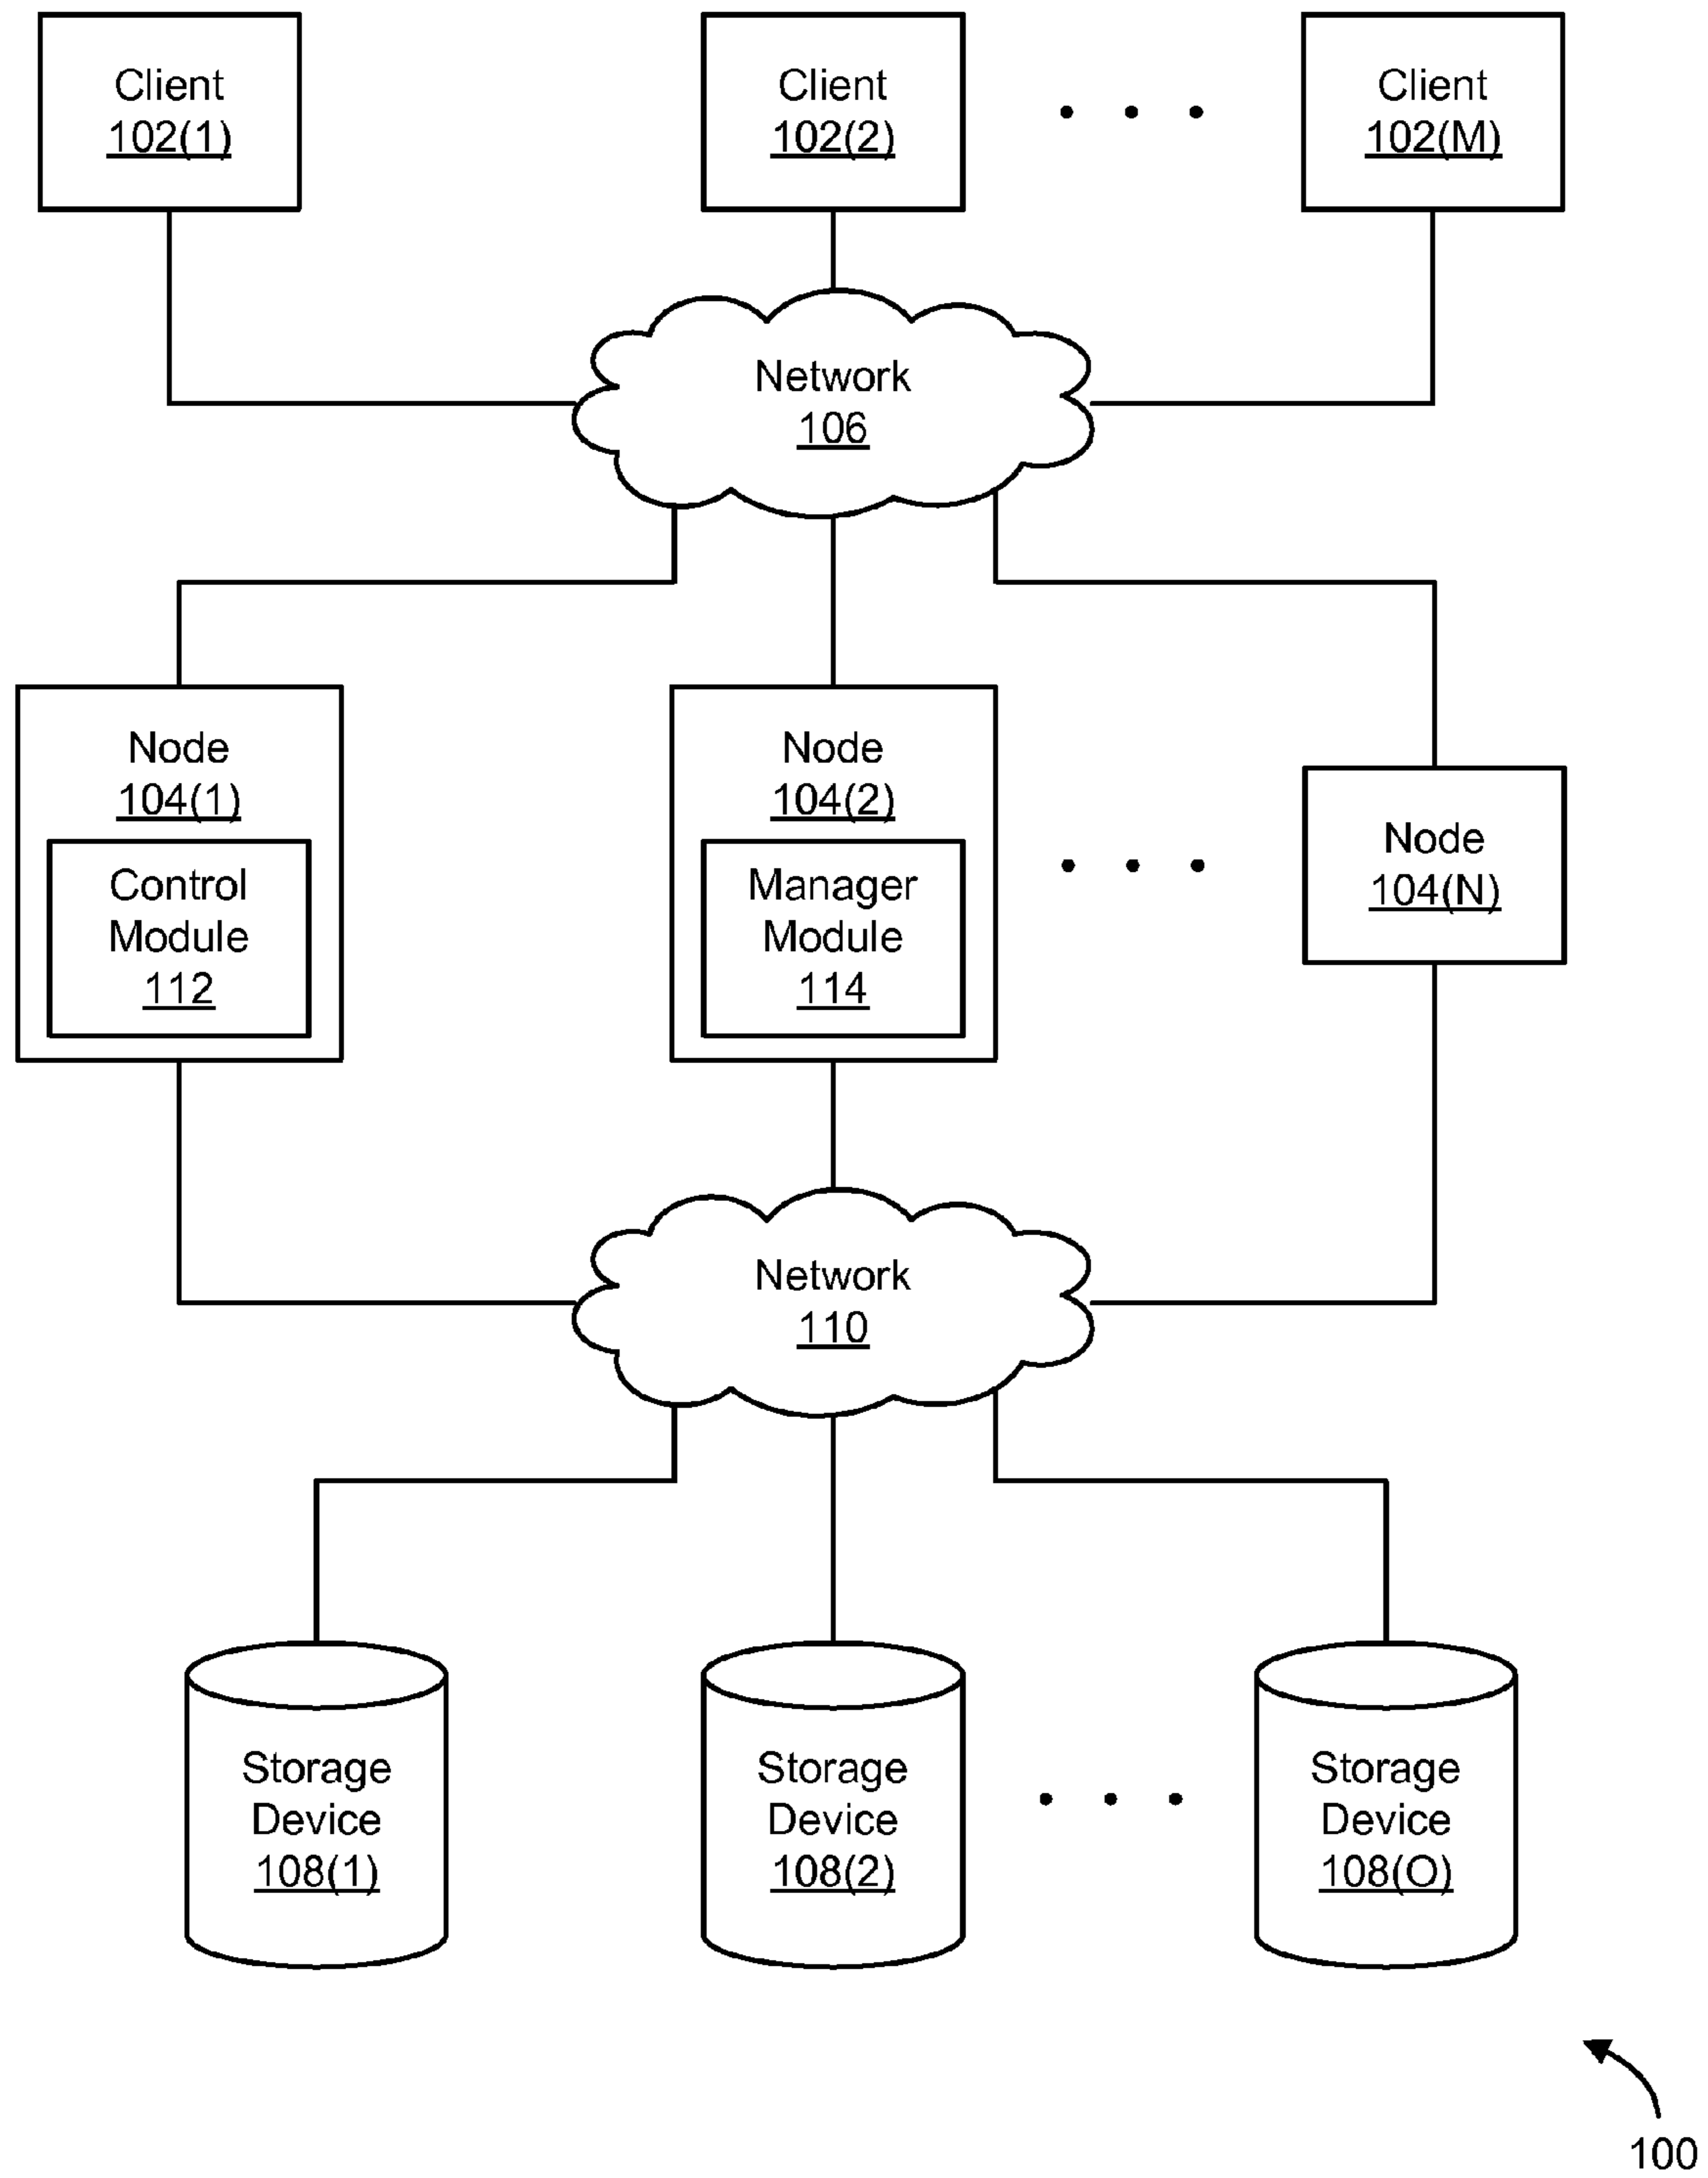 Client
102(1)
Client
102(2)
Client
102(M)
Network
106
Node
104(1)
Control
Module
112
Node
104(2)
Manager
Module
114
Node
104(N)
Network
110
Storage
Device
108(1)
Storage
Device
108(2)
Storage
Device
108(O)
100